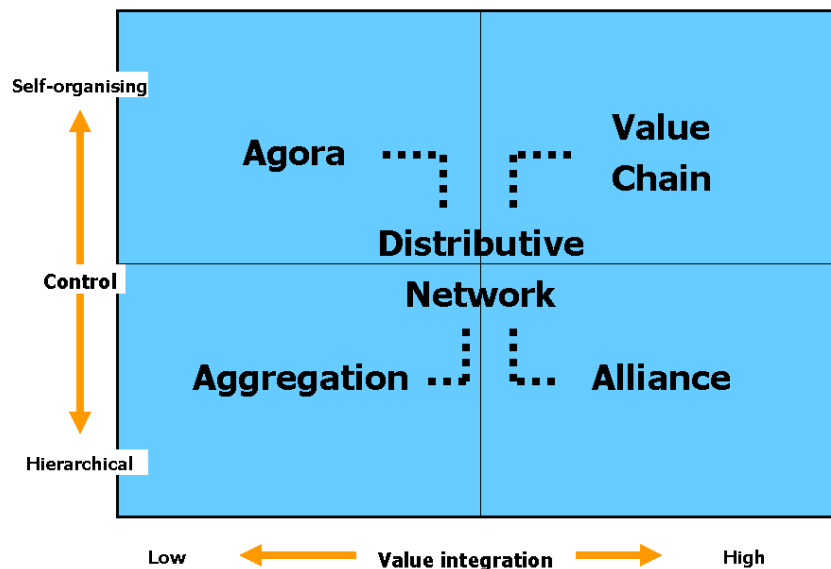 Self-organising
Agora
Value
Chain
Distributive
Control
Network
Aggregation
Alliance
Hierarchical
Low
Value integration
High